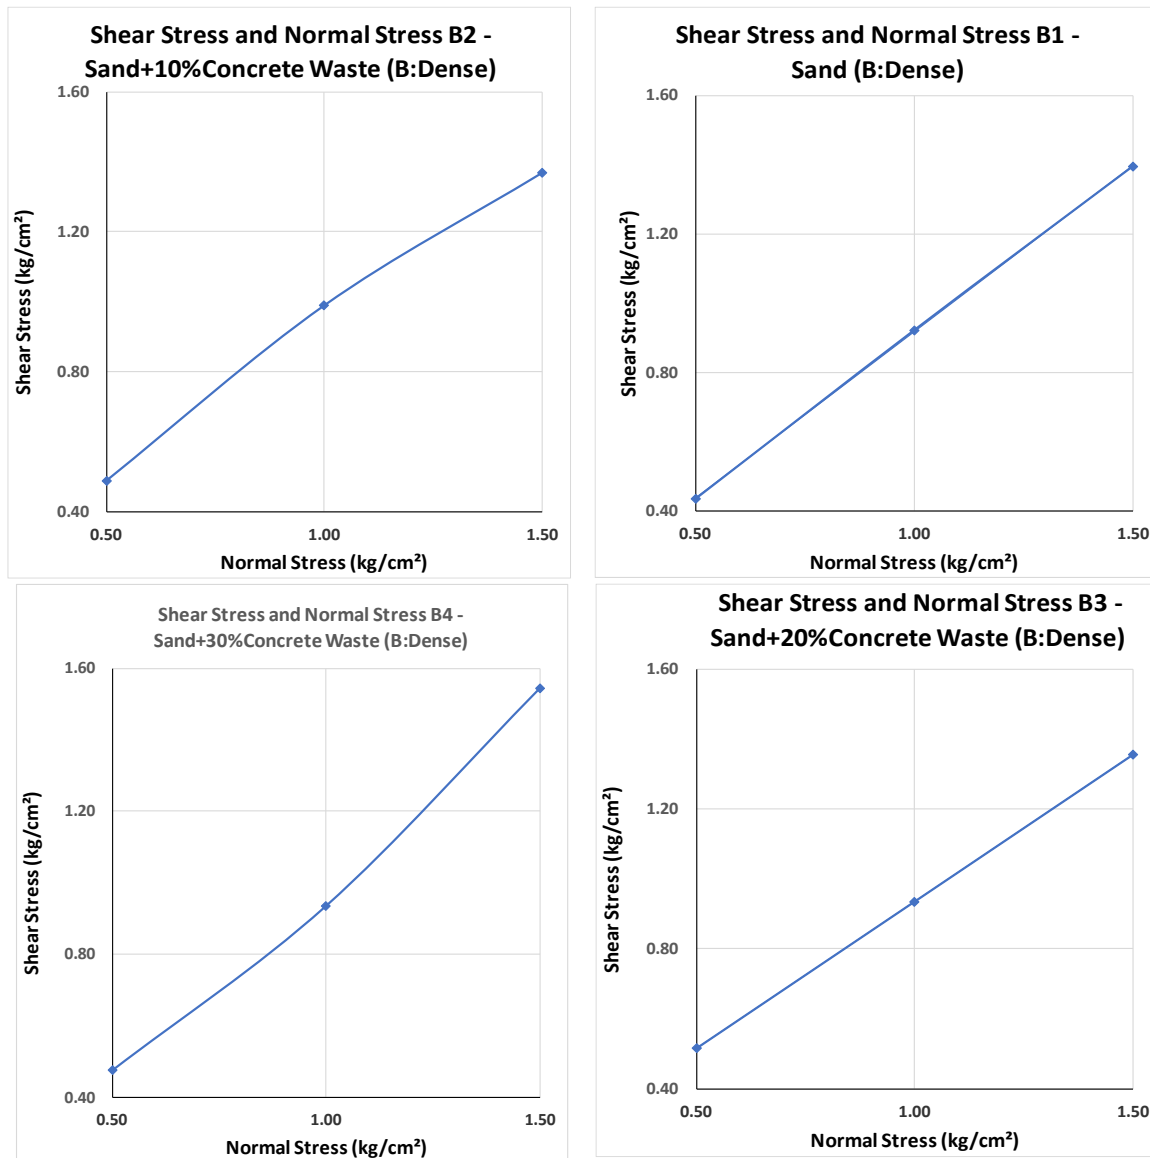 Shear Stress and Normal Stress B2 -
Sand+10%Concrete Waste (B:Dense)
1.60
1.20
0.80
0.40
0.50
1.00
1.50
Shear Stress (kg/cm²)
Normal Stress (kg/cm²)
Shear Stress and Normal Stress B1 -
Sand (B:Dense)
1.60
1.20
0.80
0.40
0.50
1.00
1.50
Shear Stress (kg/cm²)
Normal Stress (kg/cm²)
Shear Stress and Normal Stress B4 -
Sand+30%Concrete Waste (B:Dense)
1.60
1.20
0.80
0.40
0.50
1.00
1.50
Shear Stress (kg/cm²)
Normal Stress (kg/cm²)
Shear Stress and Normal Stress B3 -
Sand+20%Concrete Waste (B:Dense)
1.60
1.20
0.80
0.40
0.50
1.00
1.50
Shear Stress (kg/cm²)
Normal Stress (kg/cm²)